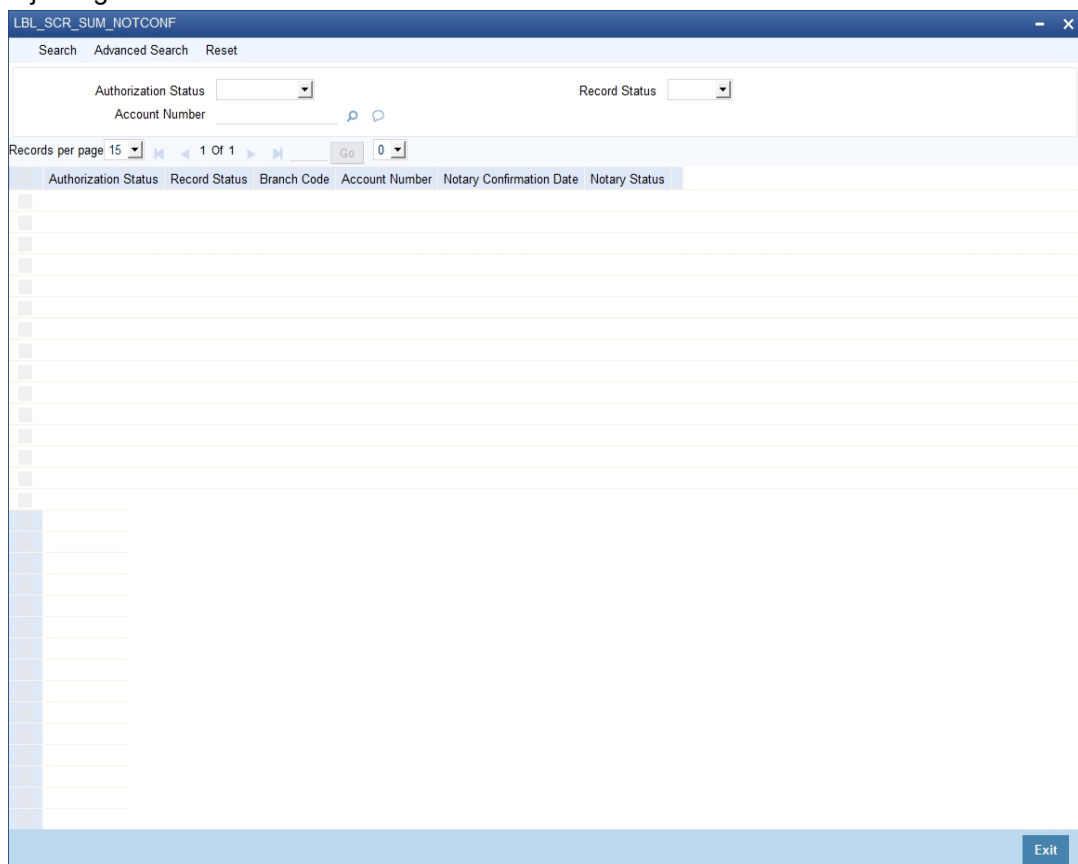 LBL_SCR_SUM_NOTCONF
Search Advanced Search Reset
Authorization Status Record Status
Account Number
Records per page 15 1 Of 1 Go 0
Authorization Status Record Status Branch Code Account Number Notary Confirmation Date Notary Status
Exit